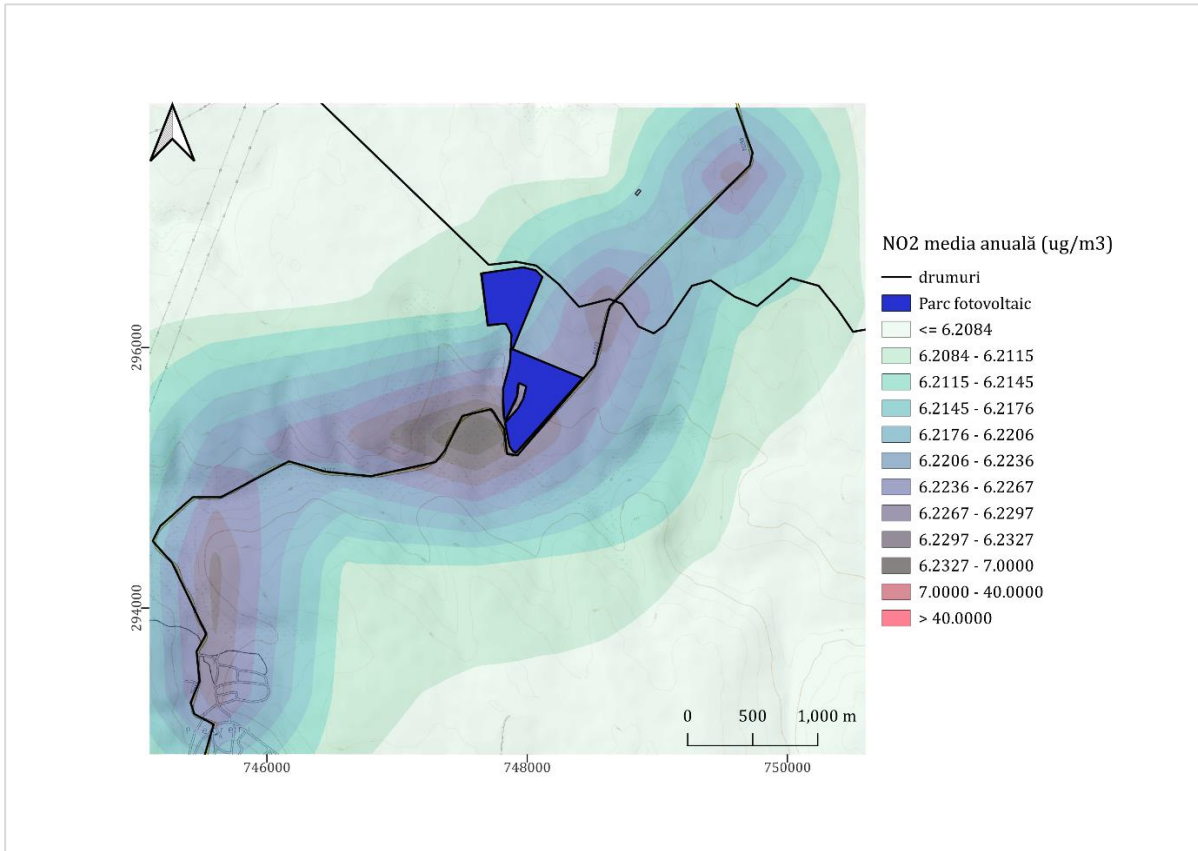 NO2 media anuală (ug/m3)
drumuri
Parc fotovoltaic
<= 6.2084
6.2084 - 6.2115
6.2115 - 6.2145
6.2145 - 6.2176
6.2176 - 6.2206
6.2206 - 6.2236
6.2236 - 6.2267
6.2267 - 6.2297
6.2297 - 6.2327
6.2327 - 7.0000
7.0000 - 40.0000
> 40.0000
296000
294000
0 500 1,000 m
746000 748000 750000